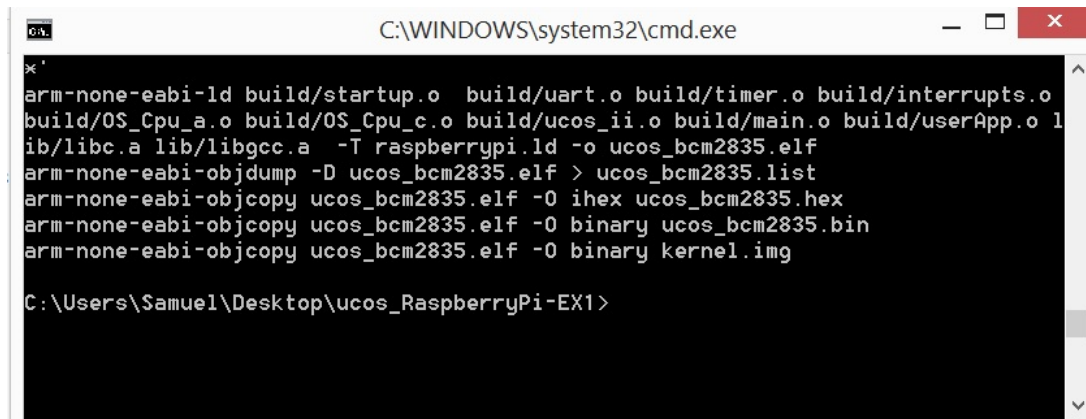 C:\WINDOWS\system32\cmd.exe
*'
arm-none-eabi-ld build/startup.o  build/uart.o build/timer.o build/interrupts.o
build/OS_Cpu_a.o build/OS_Cpu_c.o build/ucos_ii.o build/main.o build/userApp.o l
ib/libc.a lib/libgcc.a  -T raspberrypi.ld -o ucos_bcm2835.elf
arm-none-eabi-objdump -D ucos_bcm2835.elf > ucos_bcm2835.list
arm-none-eabi-objcopy ucos_bcm2835.elf -O ihex ucos_bcm2835.hex
arm-none-eabi-objcopy ucos_bcm2835.elf -O binary ucos_bcm2835.bin
arm-none-eabi-objcopy ucos_bcm2835.elf -O binary kernel.img
C:\Users\Samuel\Desktop\ucos_RaspberryPi-EX1>